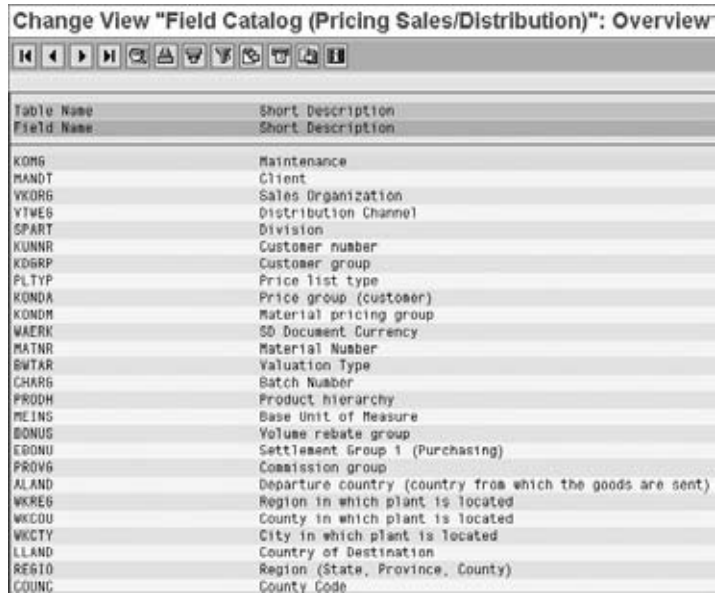 Change View "Field Catalog (Pricing Sales/Distribution)": Overview
Table Name Short Description
Field Name Short Description
KOMG Maintenance
MANDT Client
VKORG Sales Organization
VTWEG Distribution Channel
SPART Division
KUNNR Customer number
KDGRP Customer group
PLTYP Price list type
KONDA Price group (customer)
KONDM Material pricing group
WAERK SD Document Currency
MATNR Material Number
BWTAR Valuation Type
CHARG Batch Number
PRODH Product hierarchy
MEINS Base Unit of Measure
BONUS Volume rebate group
EBONU Settlement Group 1 (Purchasing)
PROVG Commission group
ALAND Departure country (country from which the goods are sent)
WKREG Region in which plant is located
WKCOU County in which plant is located
WKCTY City in which plant is located
LLAND Country of Destination
REGIO Region (State, Province, County)
COUNC County Code